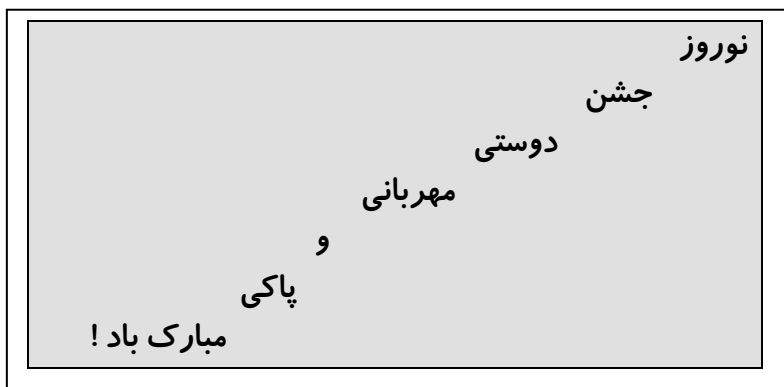 نوروز
جشن
دوستی
مهربانی
و
پاکی
مبارک باد !